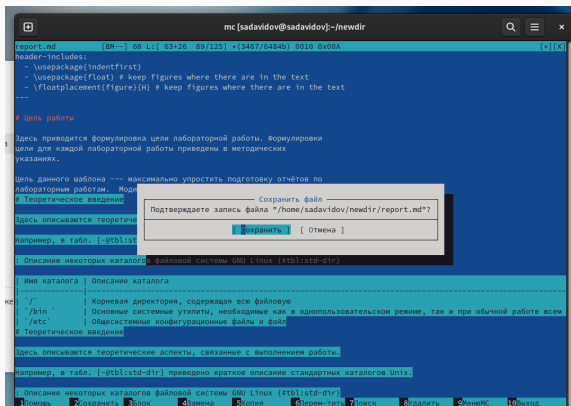 mc [sadavidov@sadavidov]:~/newdir
report.md [BM--] 60 L:[ 63+26 89/125] *(3467/6484b) 0010 0x00A [*][X]
header-includes:
- \usepackage{indentfirst}
- \usepackage{float} # keep figures where there are in the text
- \floatplacement{figure}{H} # keep figures where there are in the text
---
# Цель работы
Здесь приводится формулировка цели лабораторной работы. Формулировки
цели для каждой лабораторной работы приведены в методических
указаниях.
Цель данного шаблона --- максимально упростить подготовку отчётов по
лабораторным работам. Моди
# Теоретическое введение
Здесь описываются теоретиче
Например, в табл. [-@tbl:st
: Описание некоторых каталогов файловой системы GNU Linux {#tbl:std-dir}
Сохранить файл
Подтверждаете запись файла "/home/sadavidov/newdir/report.md"?
[ Сохранить ] [ Отмена ]
| Имя каталога | Описание каталога
|--------------|
| `/` | Корневая директория, содержащая всю файловую
| `/bin ` | Основные системные утилиты, необходимые как в однопользовательском режиме, так и при обычной работе всем
| `/etc` | Общесистемные конфигурационные файлы и файл
# Теоретическое введение
Здесь описываются теоретические аспекты, связанные с выполнением работы.
Например, в табл. [-@tbl:std-dir] приведено краткое описание стандартных каталогов Unix.
: Описание некоторых каталогов файловой системы GNU Linux {#tbl:std-dir}
1Помощь 2Сохранить 3Блок 4Замена 5Копия 6Перем~тить 7Поиск 8Удалить 9МенюMC 10Выход